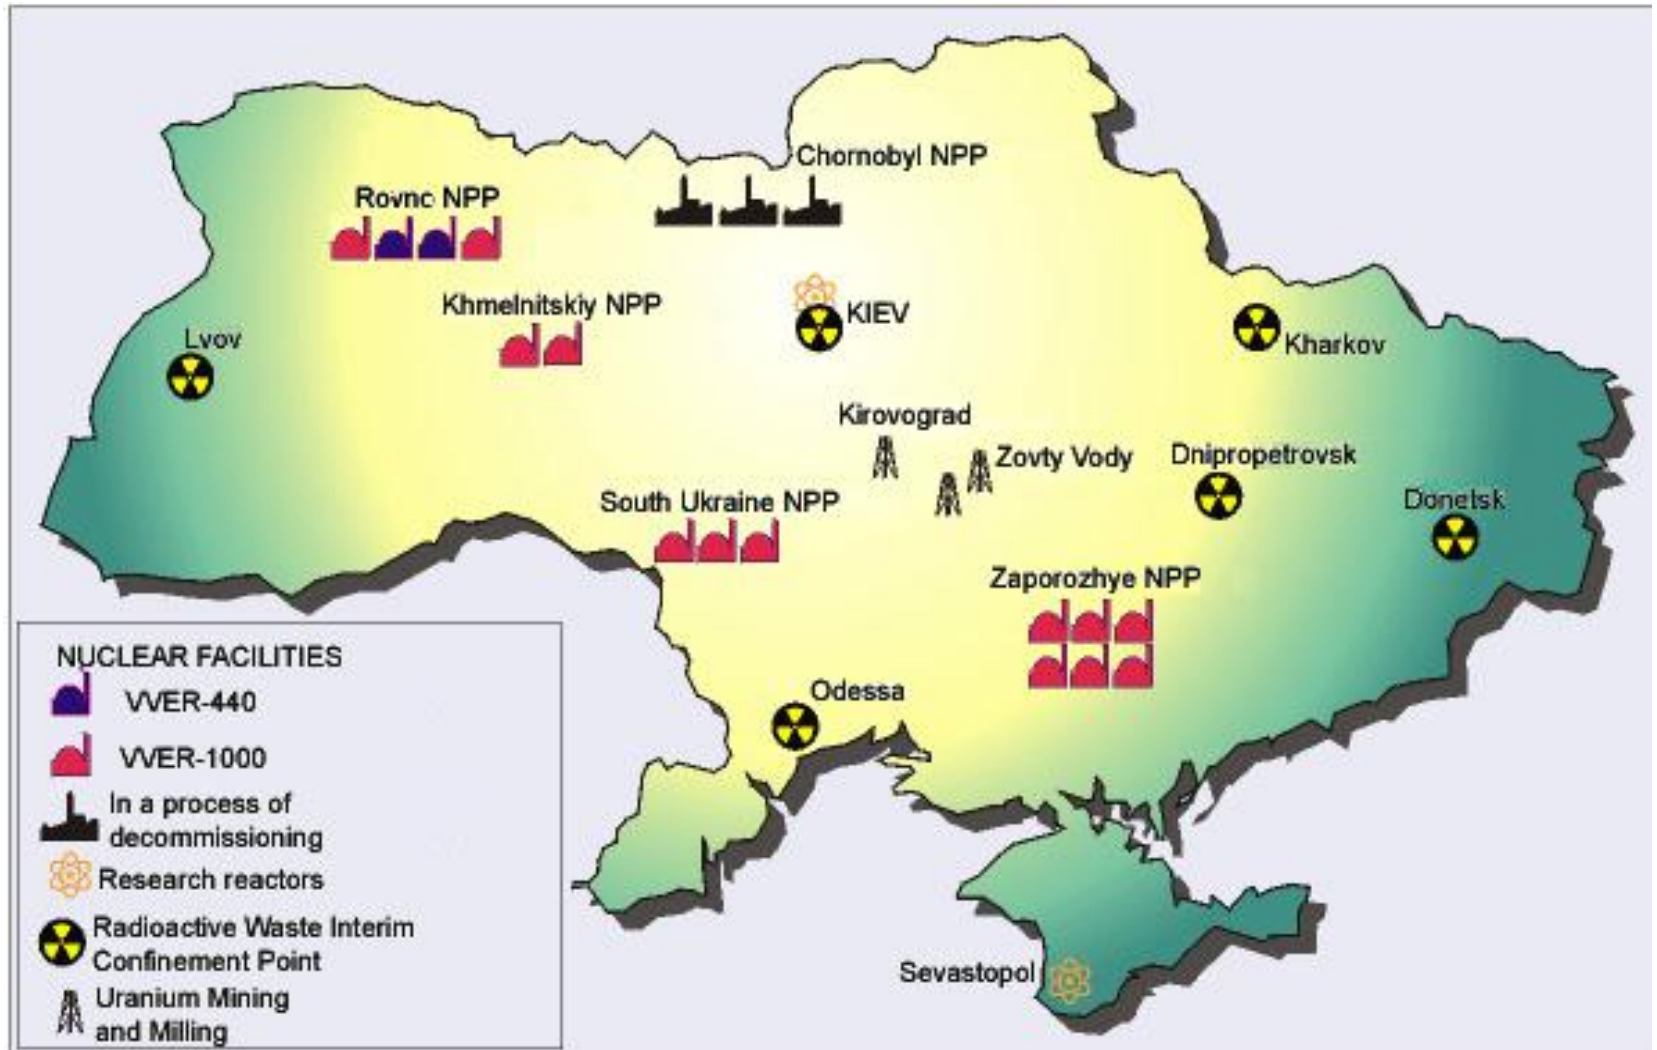 Chornobyl NPP
Rovno NPP
Khmelnitskiy NPP
KIEV
Lvov
Kharkov
Kirovograd
Zovty Vody
Dnipropetrovsk
South Ukraine NPP
Donetsk
Zaporozhye NPP
Odessa
Sevastopol
NUCLEAR FACILITIES
VVER-440
VVER-1000
In a process of
decommissioning
Research reactors
Radioactive Waste Interim
Confinement Point
Uranium Mining
and Milling